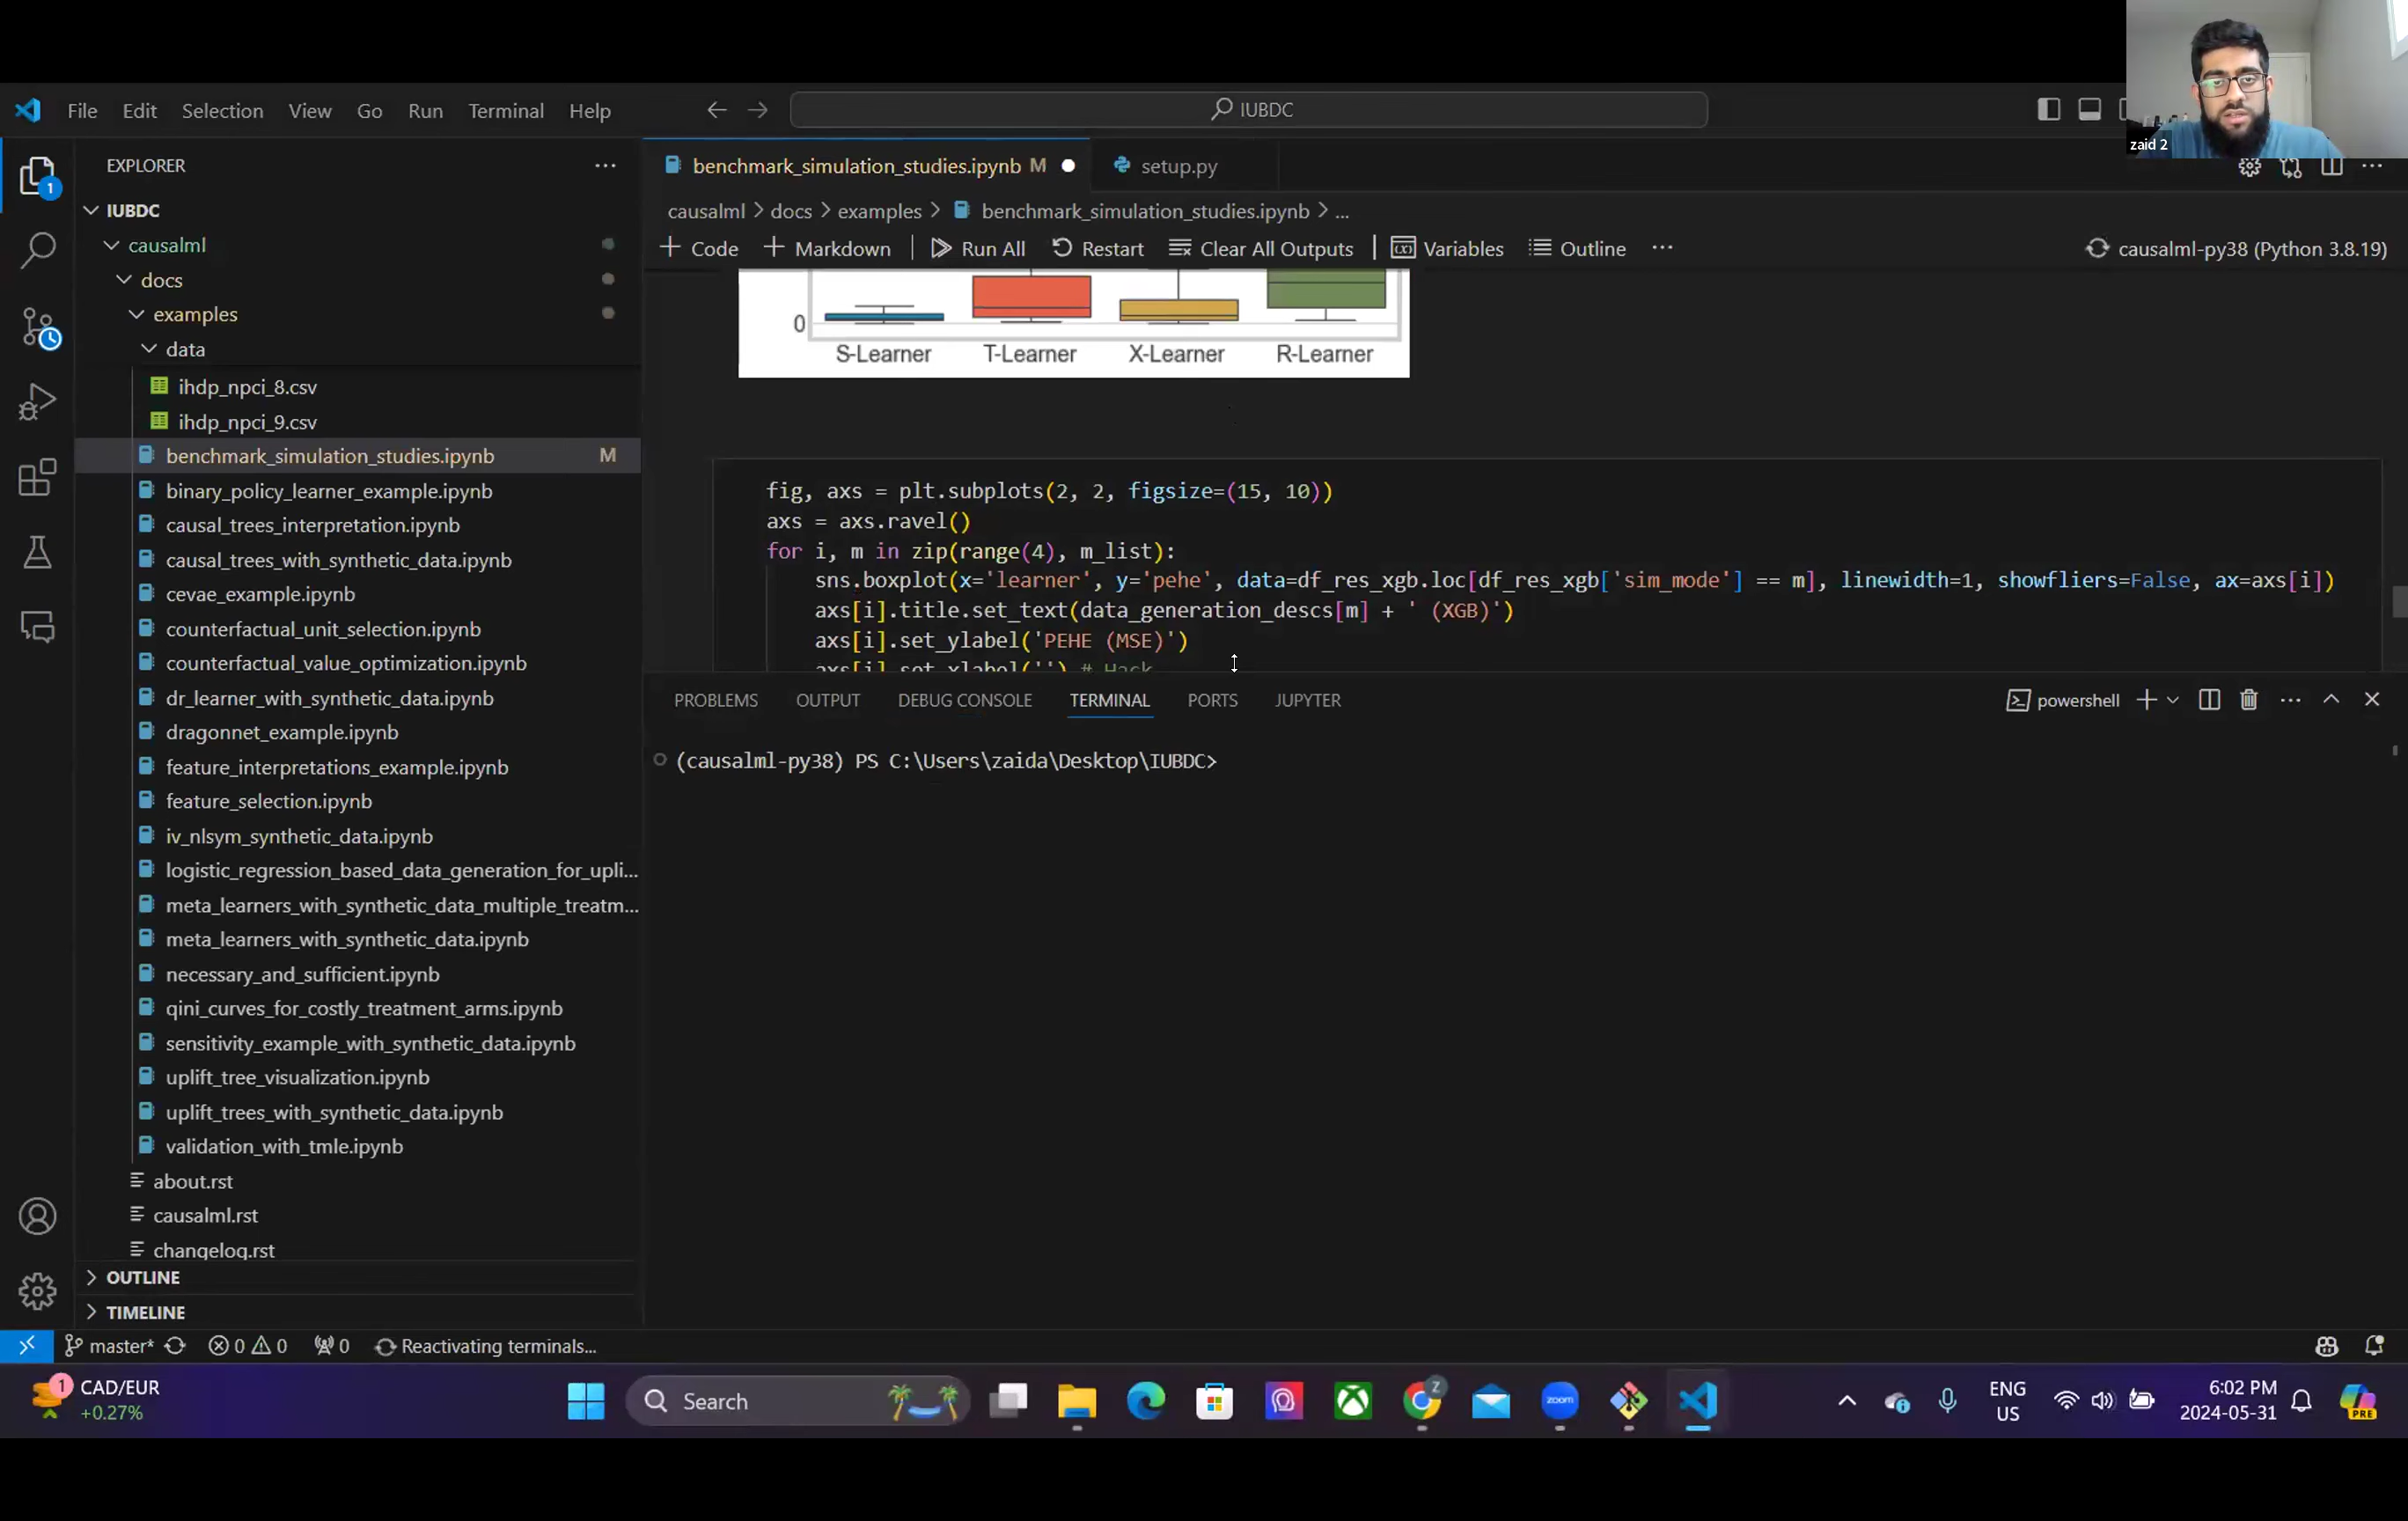 File Edit Selection View Go Run Terminal Help
IUBDC
zaid 2
EXPLORER
1
IUBDC
causalml
docs
examples
data
ihdp_npci_8.csv
ihdp_npci_9.csv
benchmark_simulation_studies.ipynb M
binary_policy_learner_example.ipynb
causal_trees_interpretation.ipynb
causal_trees_with_synthetic_data.ipynb
cevae_example.ipynb
counterfactual_unit_selection.ipynb
counterfactual_value_optimization.ipynb
dr_learner_with_synthetic_data.ipynb
dragonnet_example.ipynb
feature_interpretations_example.ipynb
feature_selection.ipynb
iv_nlsym_synthetic_data.ipynb
logistic_regression_based_data_generation_for_upli...
meta_learners_with_synthetic_data_multiple_treatm...
meta_learners_with_synthetic_data.ipynb
necessary_and_sufficient.ipynb
qini_curves_for_costly_treatment_arms.ipynb
sensitivity_example_with_synthetic_data.ipynb
uplift_tree_visualization.ipynb
uplift_trees_with_synthetic_data.ipynb
validation_with_tmle.ipynb
about.rst
causalml.rst
changelog.rst
OUTLINE
TIMELINE
benchmark_simulation_studies.ipynb M
setup.py
causalml > docs > examples > benchmark_simulation_studies.ipynb > ...
+ Code + Markdown Run All Restart Clear All Outputs Variables Outline ... causalml-py38 (Python 3.8.19)
0
S-Learner T-Learner X-Learner R-Learner
fig, axs = plt.subplots(2, 2, figsize=(15, 10))
axs = axs.ravel()
for i, m in zip(range(4), m_list):
sns.boxplot(x='learner', y='pehe', data=df_res_xgb.loc[df_res_xgb['sim_mode'] == m], linewidth=1, showfliers=False, ax=axs[i])
axs[i].title.set_text(data_generation_descs[m] + ' (XGB)')
axs[i].set_ylabel('PEHE (MSE)')
axs[i].set_xlabel('') # Hack
PROBLEMS OUTPUT DEBUG CONSOLE TERMINAL PORTS JUPYTER
powershell
(causalml-py38) PS C:\Users\zaida\Desktop\IUBDC>
master* 0 0 0 Reactivating terminals...
1
CAD/EUR
+0.27%
Search
Z
zoom
ENG
US
6:02 PM
2024-05-31
PRE